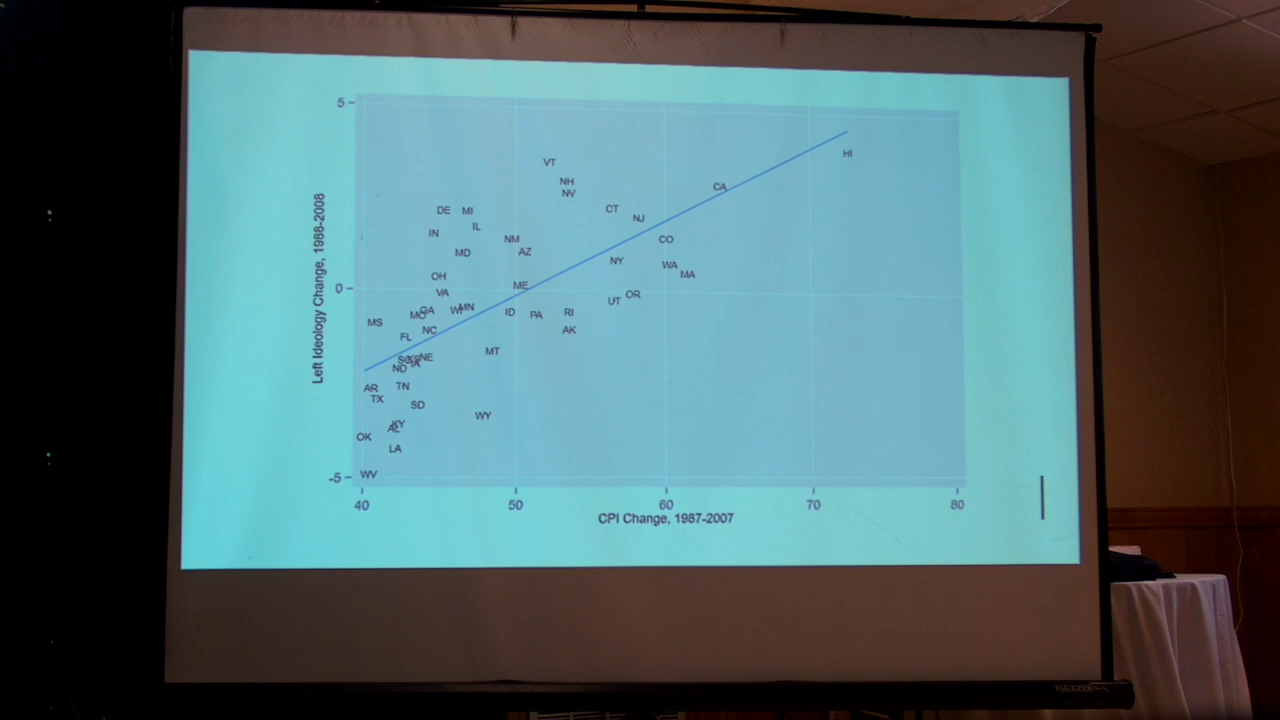 5
VT
HI
NH
CA
NV
DE MI
CT
NJ
IL
IN
NM
CO
MD
AZ
NY
WA
MA
OH
ME
0
VA
OR
UT
GA
WI MN
MO
ID
PA
RI
MS
NC
AK
FL
MT
SC
NE
ND
AR
TN
TX
SD
WY
KY
AL
OK
LA
WV
-5
40 50 60 70 80
CPI Change, 1987-2007
Left Ideology Change, 1988-2008